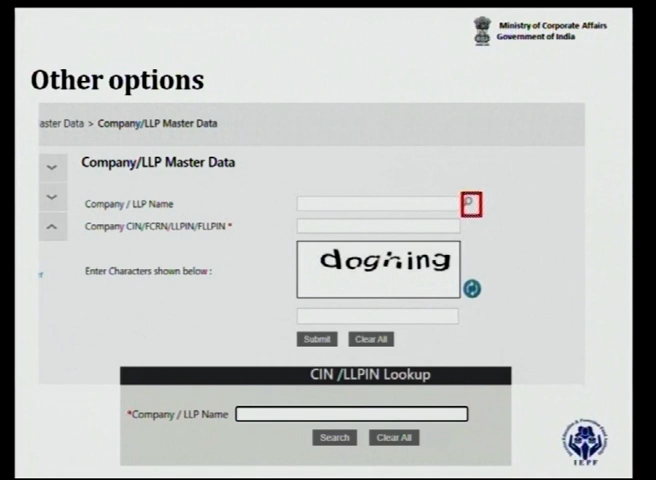 Ministry of Corporate Affairs
Government of India
Other options
aster Data > Company/LLP Master Data
Company/LLP Master Data
Company / LLP Name
Company CIN/FCRN/LLPIN/FLLPIN *
Enter Characters shown below :
Submit Clear All
CIN /LLPIN Lookup
*Company / LLP Name
Search Clear All
IEPF